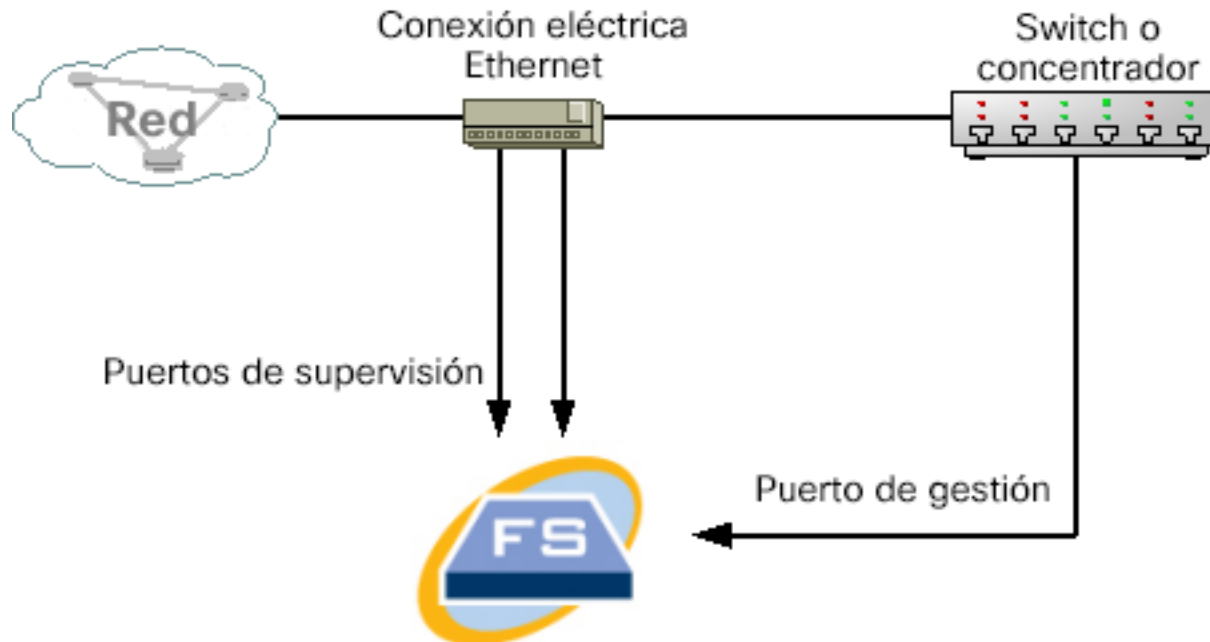 Conexión eléctrica
Ethernet
Switch o
concentrador
Red
Puertos de supervisión
Puerto de gestión
FS